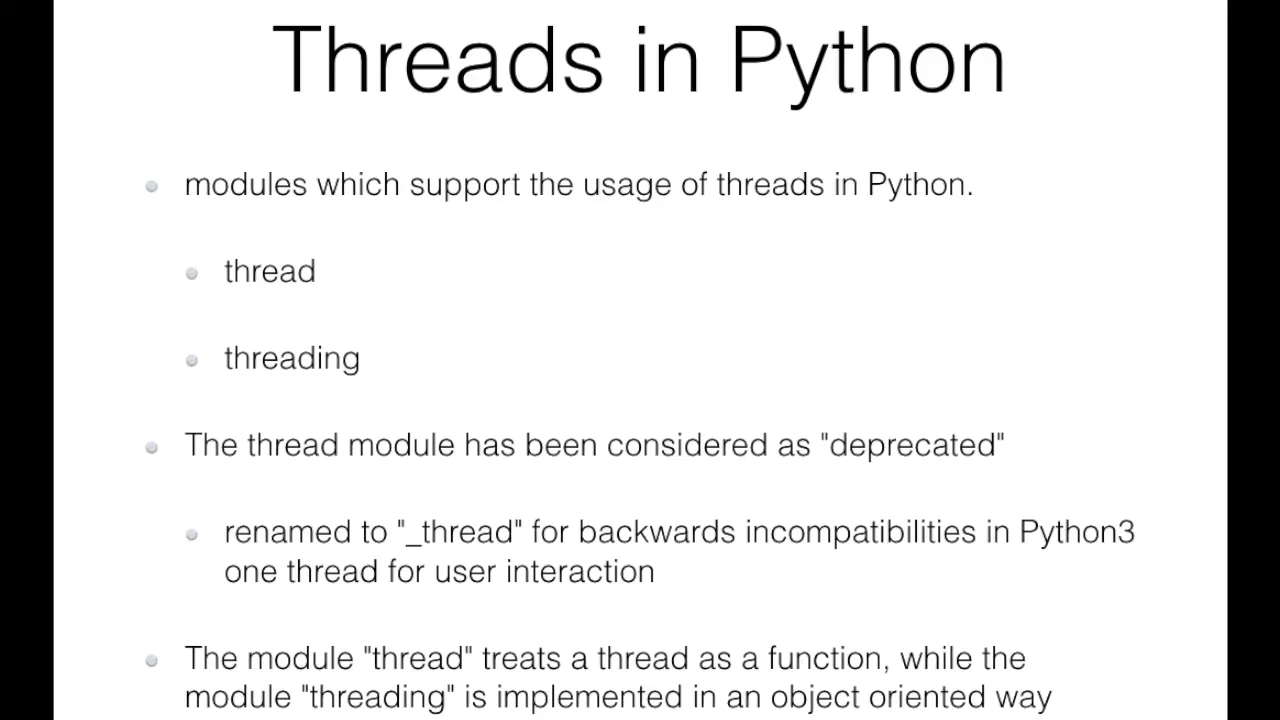 Threads in Python
modules which support the usage of threads in Python.
thread
threading
The thread module has been considered as "deprecated"
renamed to "_thread" for backwards incompatibilities in Python3
one thread for user interaction
The module "thread" treats a thread as a function, while the
module "threading" is implemented in an object oriented way